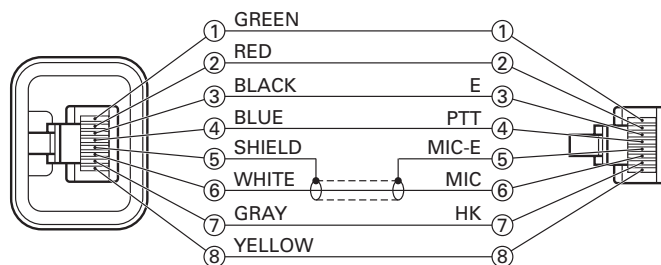 ① GREEN ①
② RED ②
③ BLACK E ③
④ BLUE PTT ④
⑤ SHIELD MIC-E ⑤
⑥ WHITE MIC ⑥
⑦ GRAY HK ⑦
⑧ YELLOW ⑧